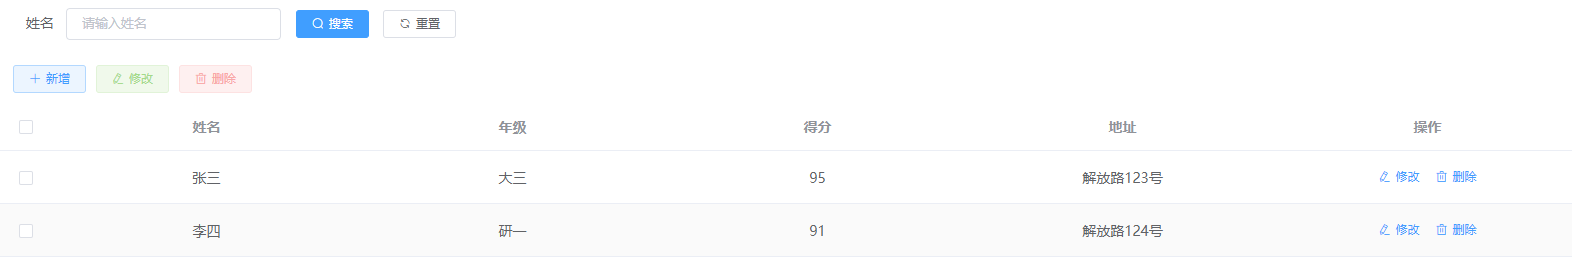 姓名 请输入姓名 搜索 重置
新增 修改 删除
姓名 年级 得分 地址 操作
张三 大三 95 解放路123号 修改 删除
李四 研一 91 解放路124号 修改 删除